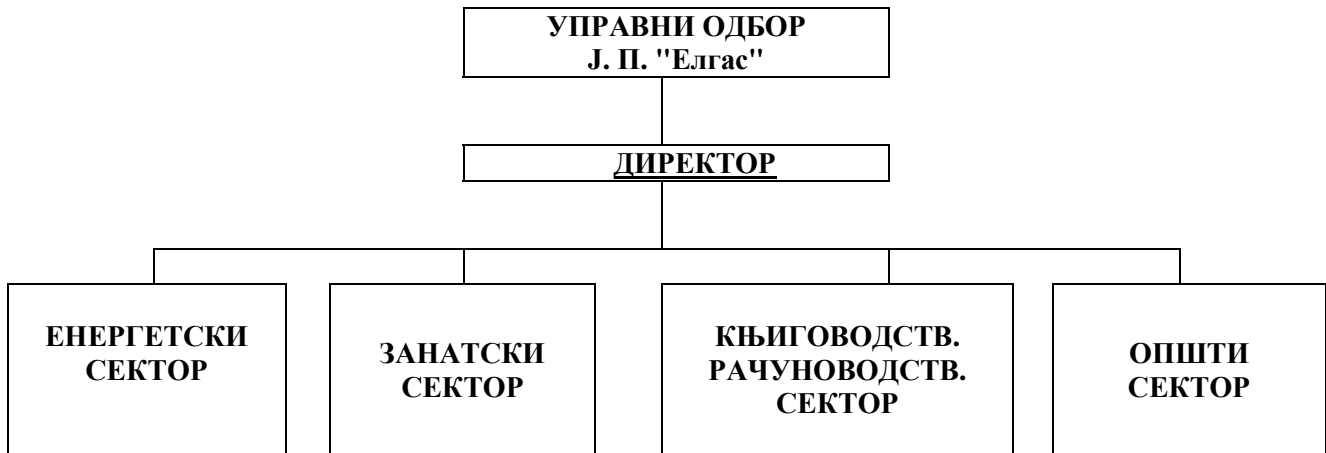 УПРАВНИ ОДБОР
Ј. П. "Елгас"
ДИРЕКТОР
ЕНЕРГЕТСКИ
СЕКТОР
ЗАНАТСКИ
СЕКТОР
КЊИГОВОДСТВ.
РАЧУНОВОДСТВ.
СЕКТОР
ОПШТИ
СЕКТОР